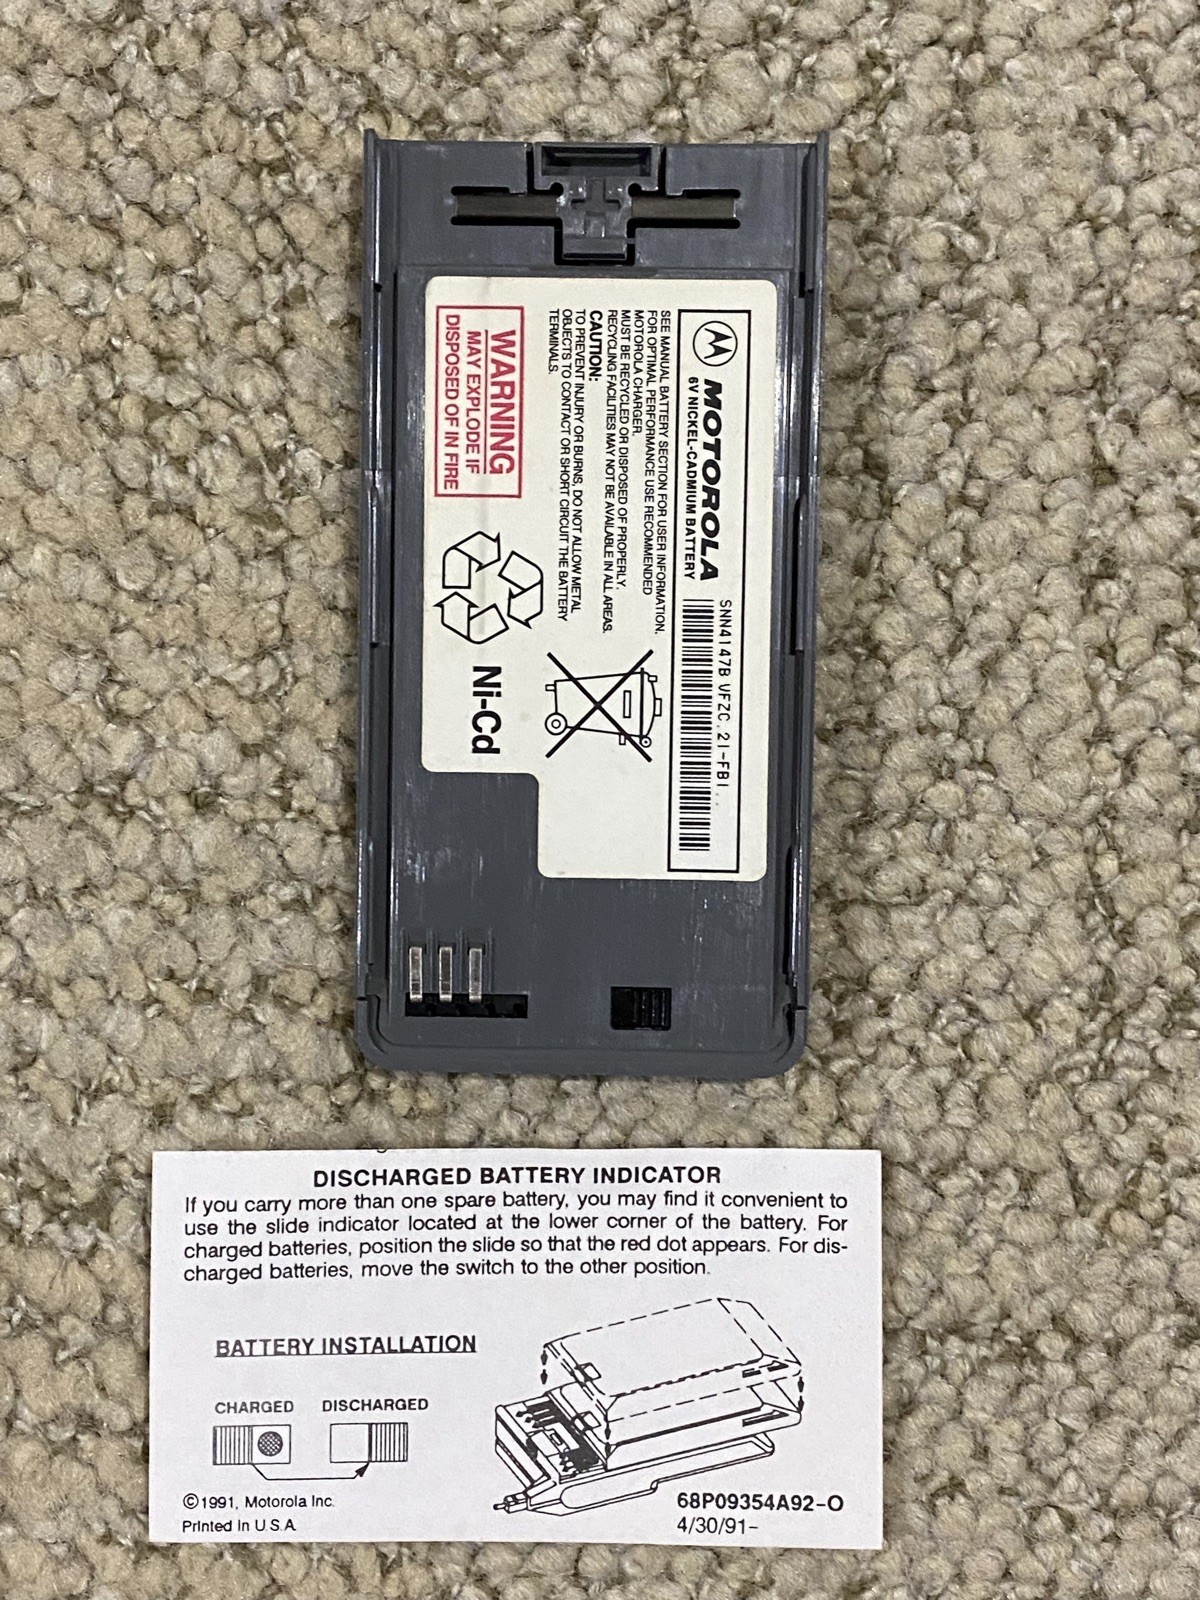 MOTOROLA
6V NICKEL-CADMIUM BATTERY
SNN4147B VFZC.21-FB1..
SEE MANUAL BATTERY SECTION FOR USER INFORMATION.
FOR OPTIMAL PERFORMANCE USE RECOMMENDED
MOTOROLA CHARGER.
MUST BE RECYCLED OR DISPOSED OF PROPERLY.
RECYCLING FACILITIES MAY NOT BE AVAILABLE IN ALL AREAS.
CAUTION:
TO PREVENT INJURY OR BURNS, DO NOT ALLOW METAL
OBJECTS TO CONTACT OR SHORT CIRCUIT THE BATTERY
TERMINALS.
WARNING
MAY EXPLODE IF
DISPOSED OF IN FIRE
Ni-Cd
DISCHARGED BATTERY INDICATOR
If you carry more than one spare battery, you may find it convenient to
use the slide indicator located at the lower corner of the battery. For
charged batteries, position the slide so that the red dot appears. For dis-
charged batteries, move the switch to the other position.
BATTERY INSTALLATION
CHARGED DISCHARGED
©1991, Motorola Inc.
Printed in U.S.A
68P09354A92-O
4/30/91-